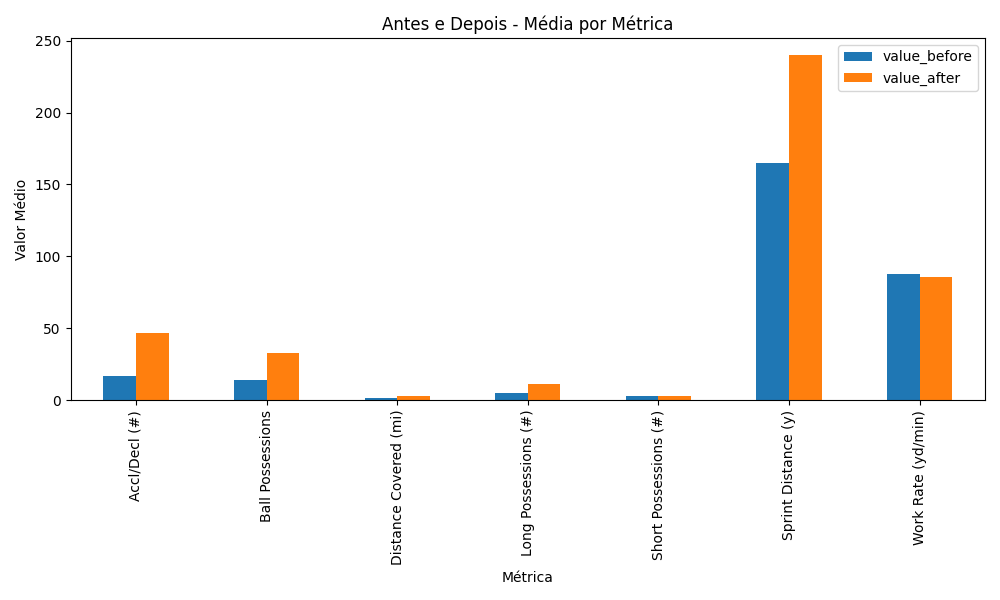 Antes e Depois - Média por Métrica
value_before
value_after
Valor Médio
250
200
150
100
50
0
Accl/Decl (#)
Ball Possessions
Distance Covered (mi)
Long Possessions (#)
Short Possessions (#)
Sprint Distance (y)
Work Rate (yd/min)
Métrica